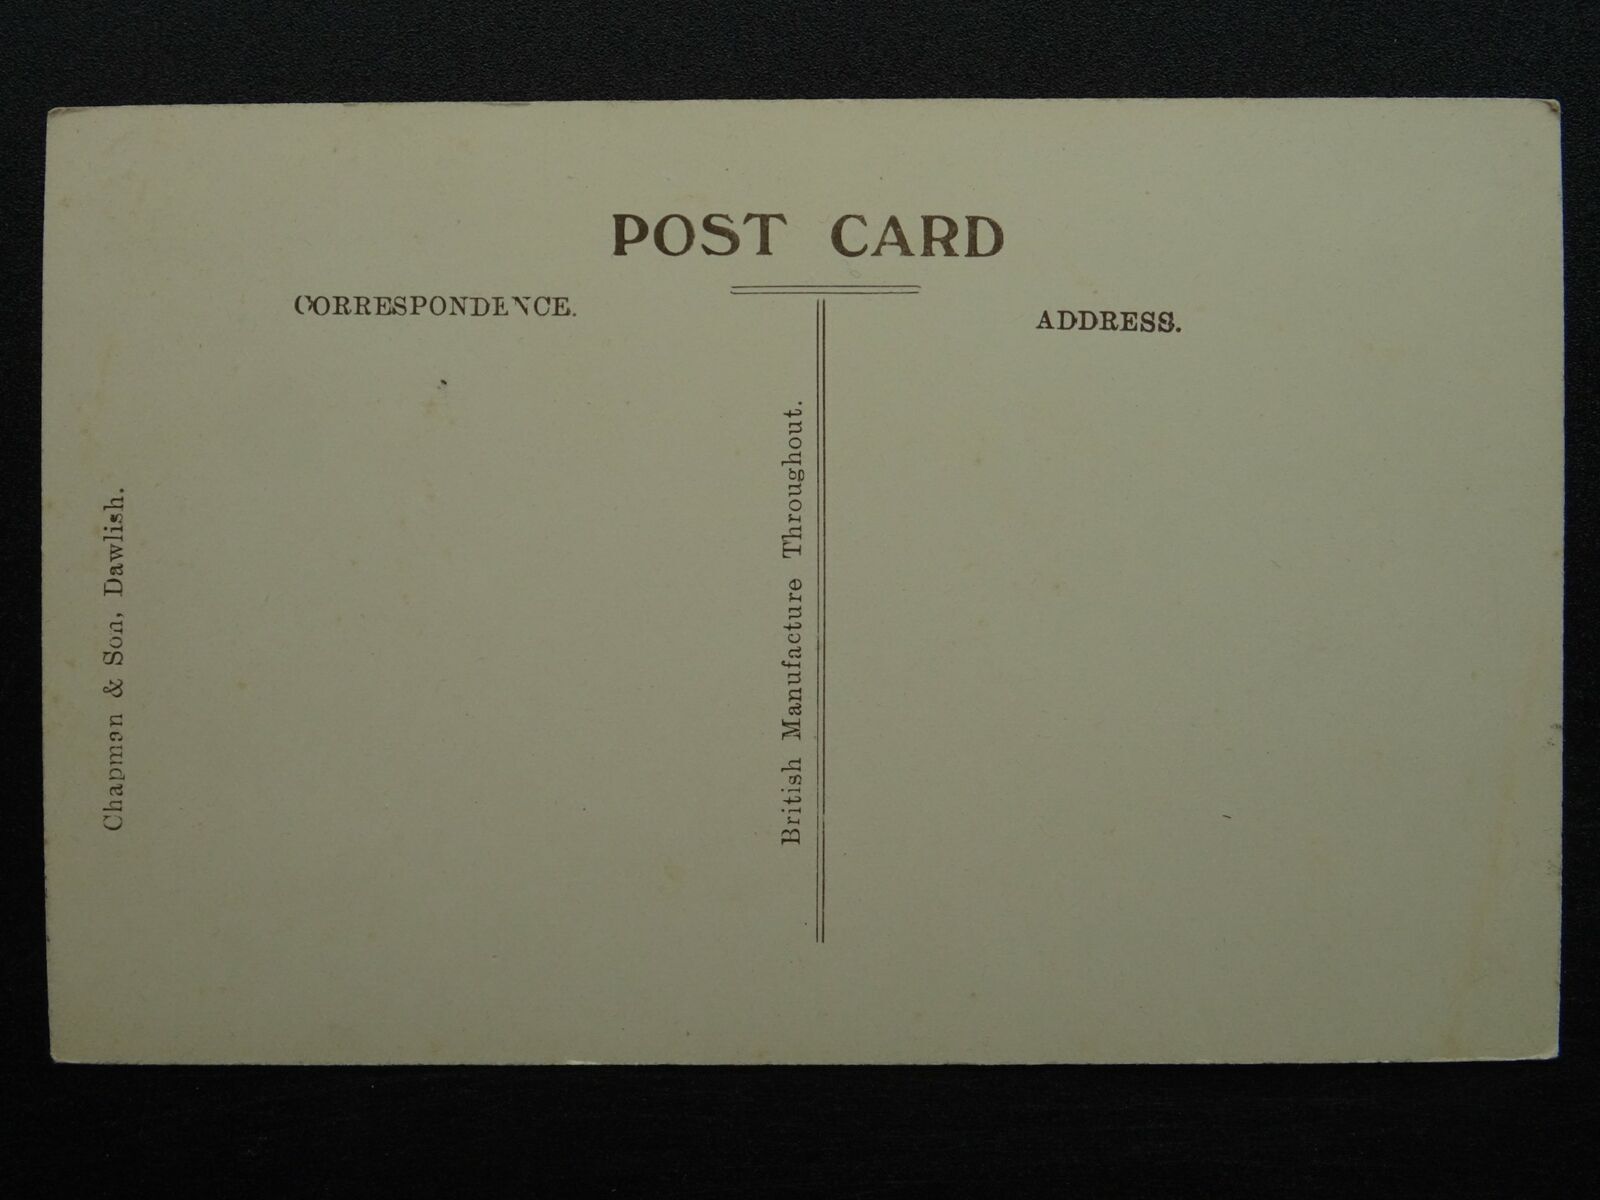 POST CARD
CORRESPONDENCE.
ADDRESS.
Chapman & Son, Dawlish.
British Manufacture Throughout.